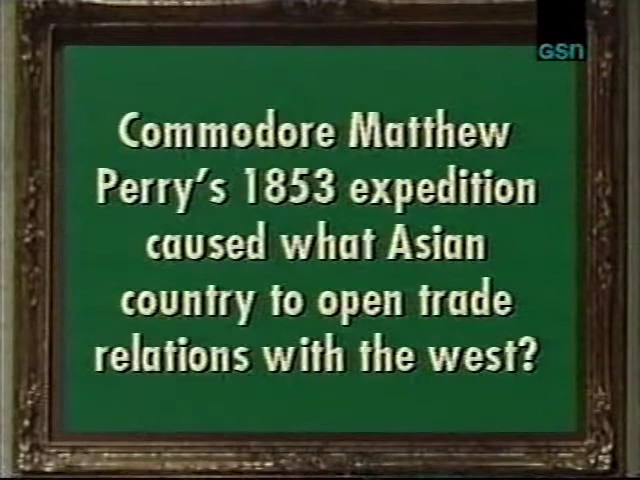 GSN
Commodore Matthew
Perry's 1853 expedition
caused what Asian
country to open trade
relations with the west?